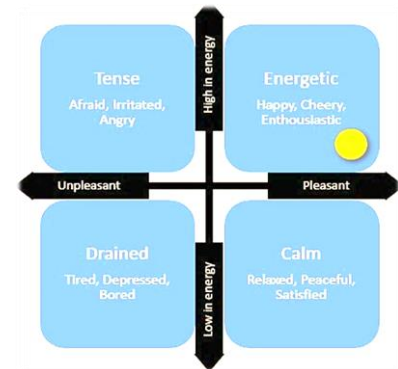 Tense
Afraid, Irritated,
Angry
High in energy
Energetic
Happy, Cheery,
Enthousiastic
Unpleasant
Pleasant
Drained
Tired, Depressed,
Bored
Low in energy
Calm
Relaxed, Peaceful,
Satisfied